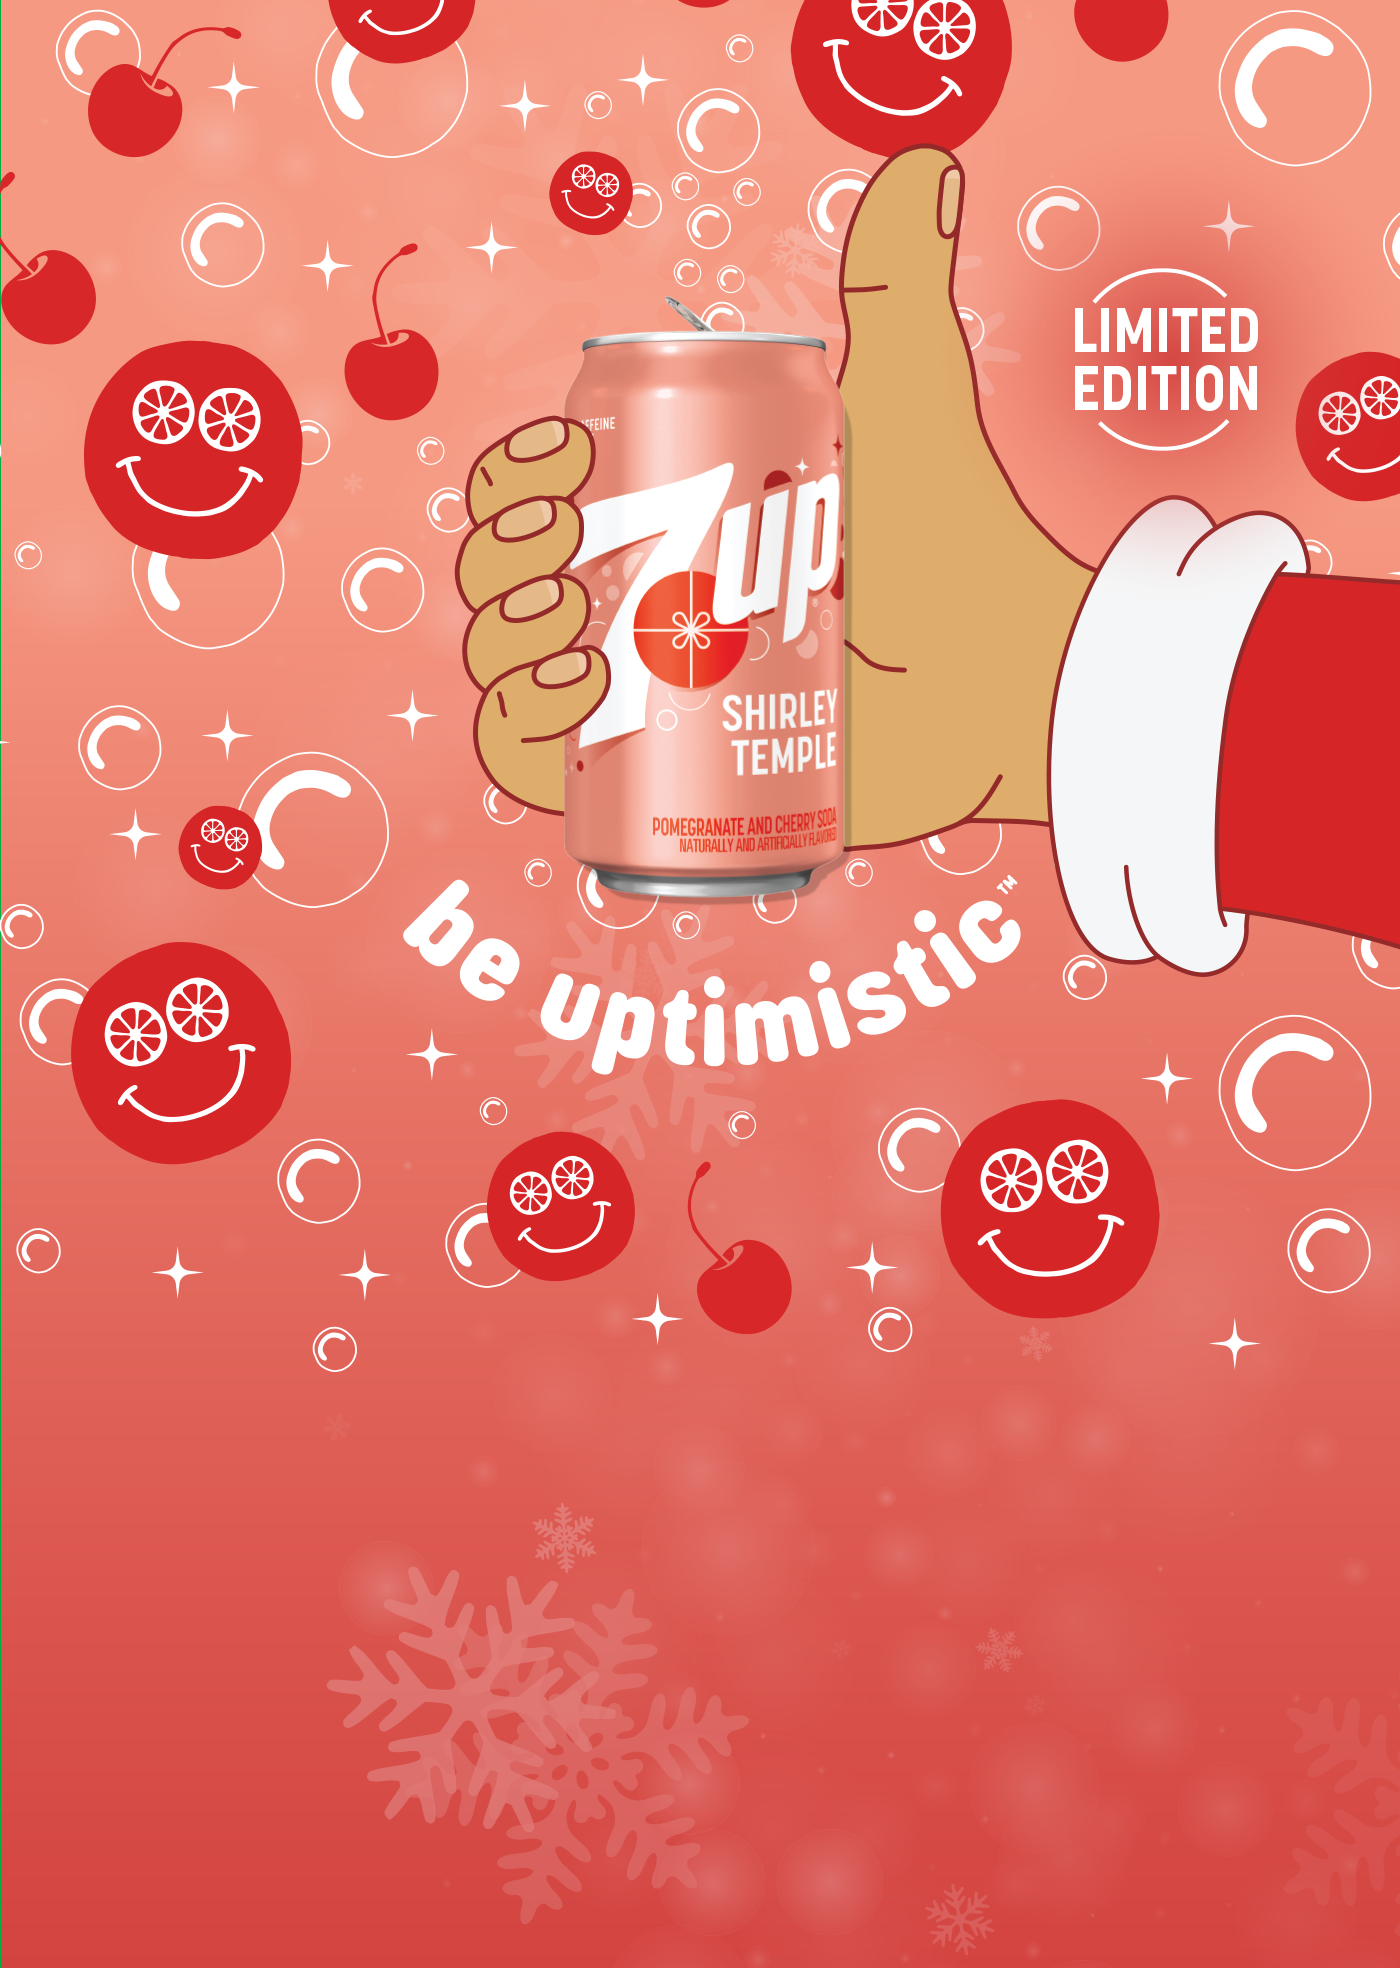 LIMITED
EDITION
7up
SHIRLEY
TEMPLE
POMEGRANATE AND CHERRY SODA
NATURALLY AND ARTIFICIALLY FLAVORED
be uptimistic™